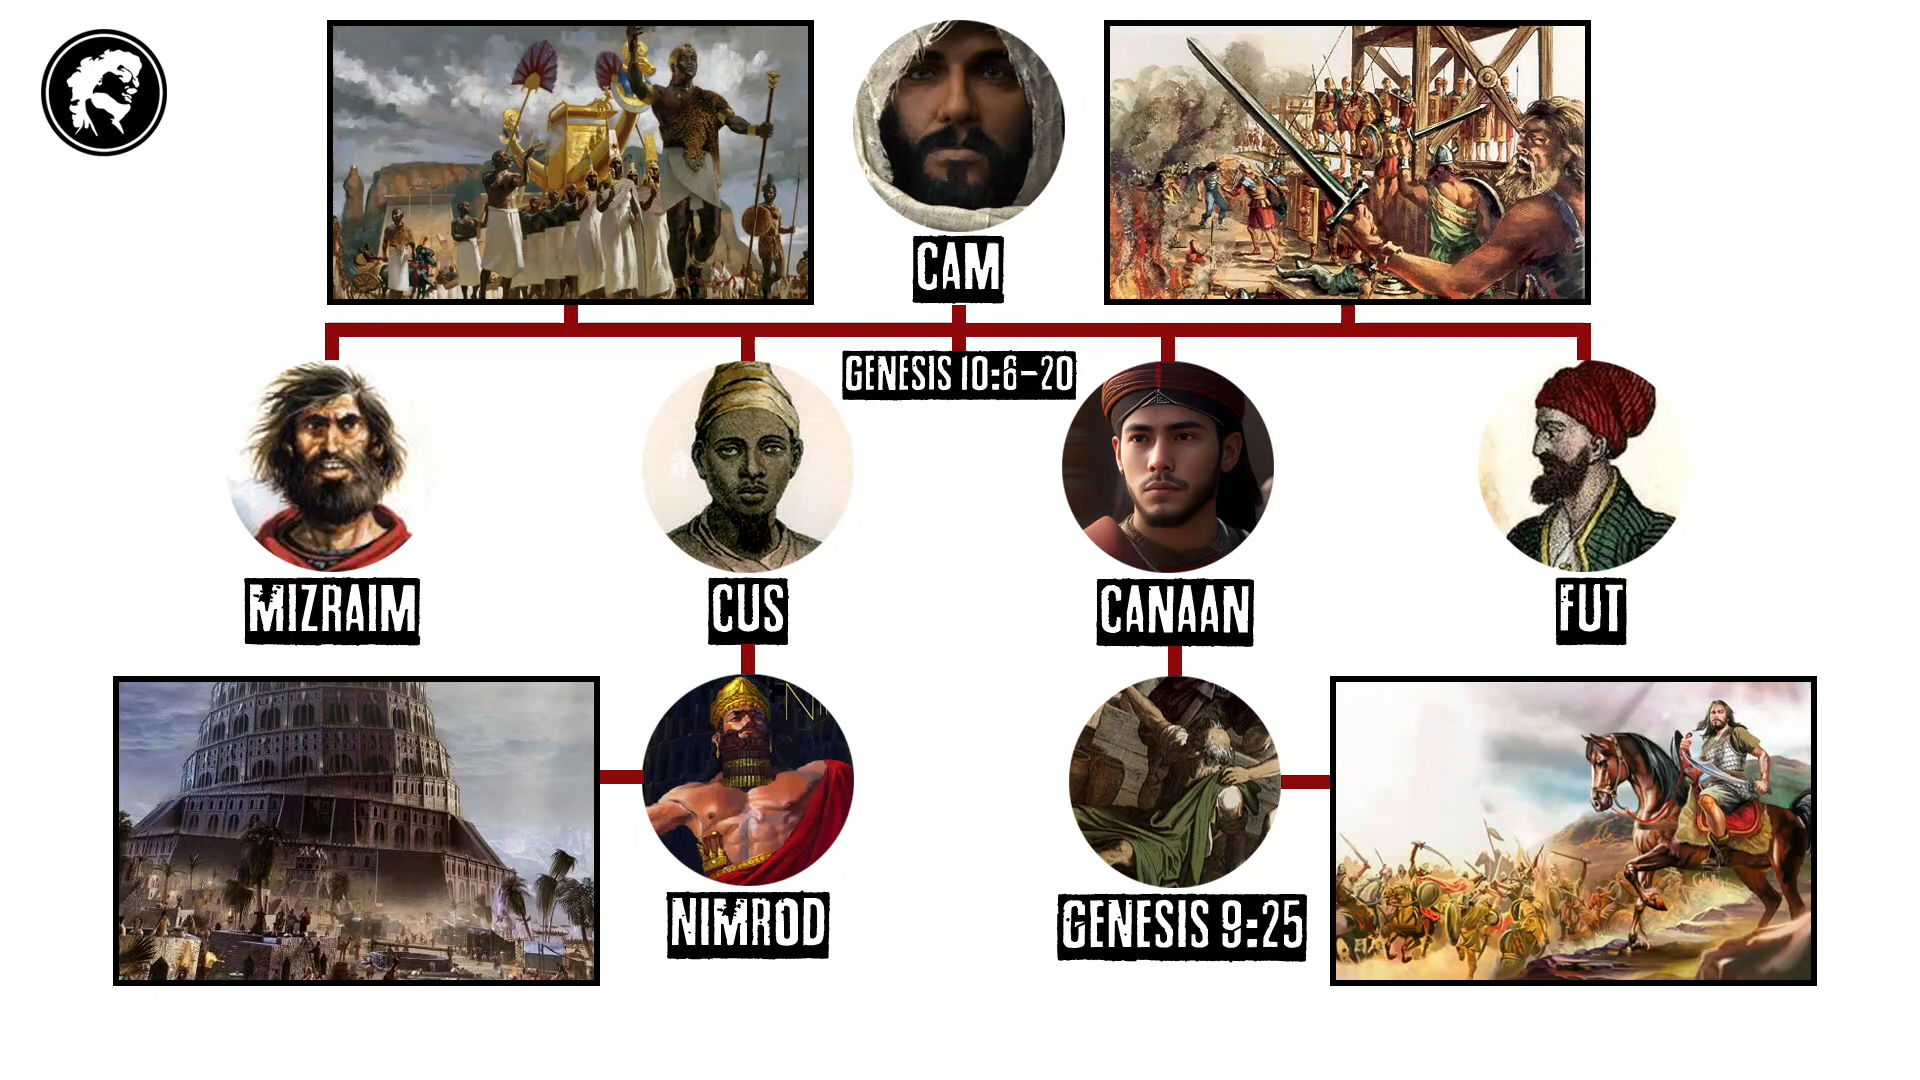 CAM
GENESIS 10:6-20
MIZRAIM
CUS
CANAAN
FUT
NIMROD
GENESIS 9:25